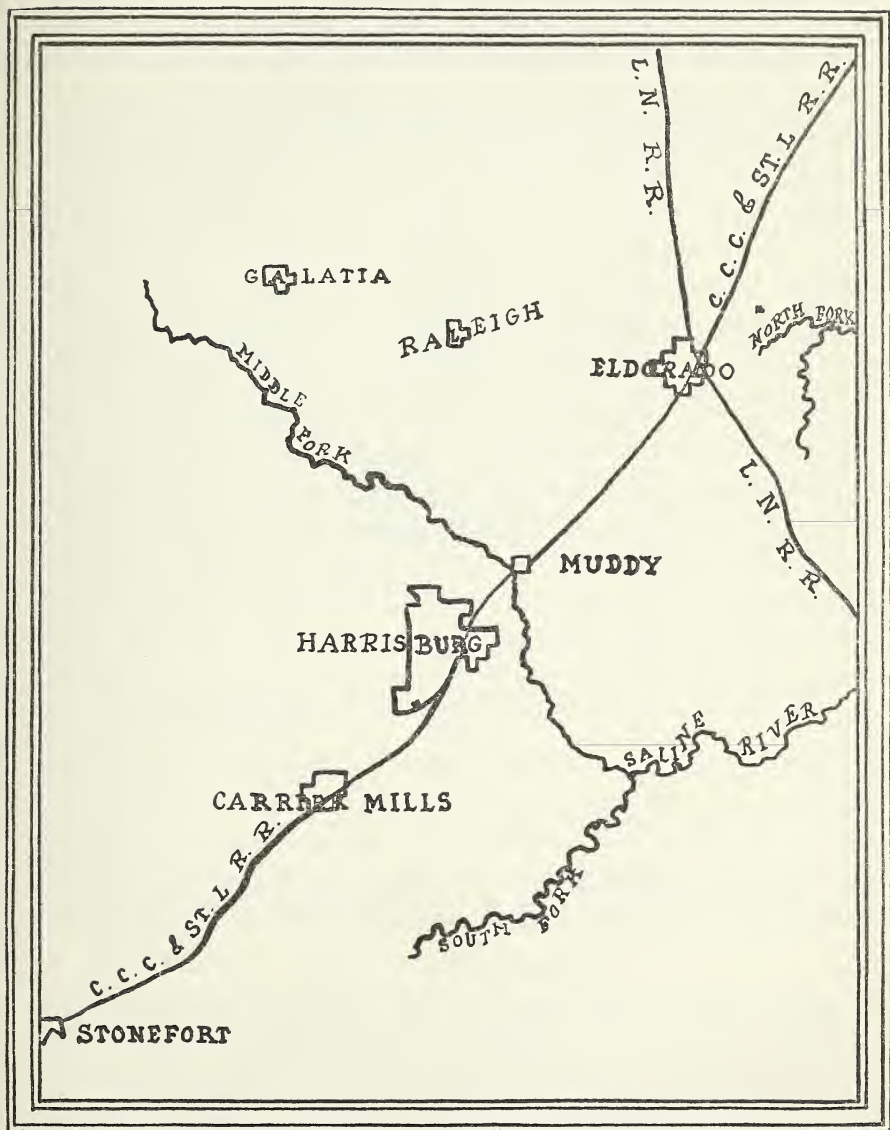 L. N. R. R.
C. C. C. & ST. L R. R.
GALATIA
RALEIGH
NORTH FORK
ELDORADO
MIDDLE FORK
L. N. R. R.
MUDDY
HARRISBURG
SALINE RIVER
CARRIER MILLS
C. C. C. & ST. L R. R.
SOUTH FORK
STONEFORT